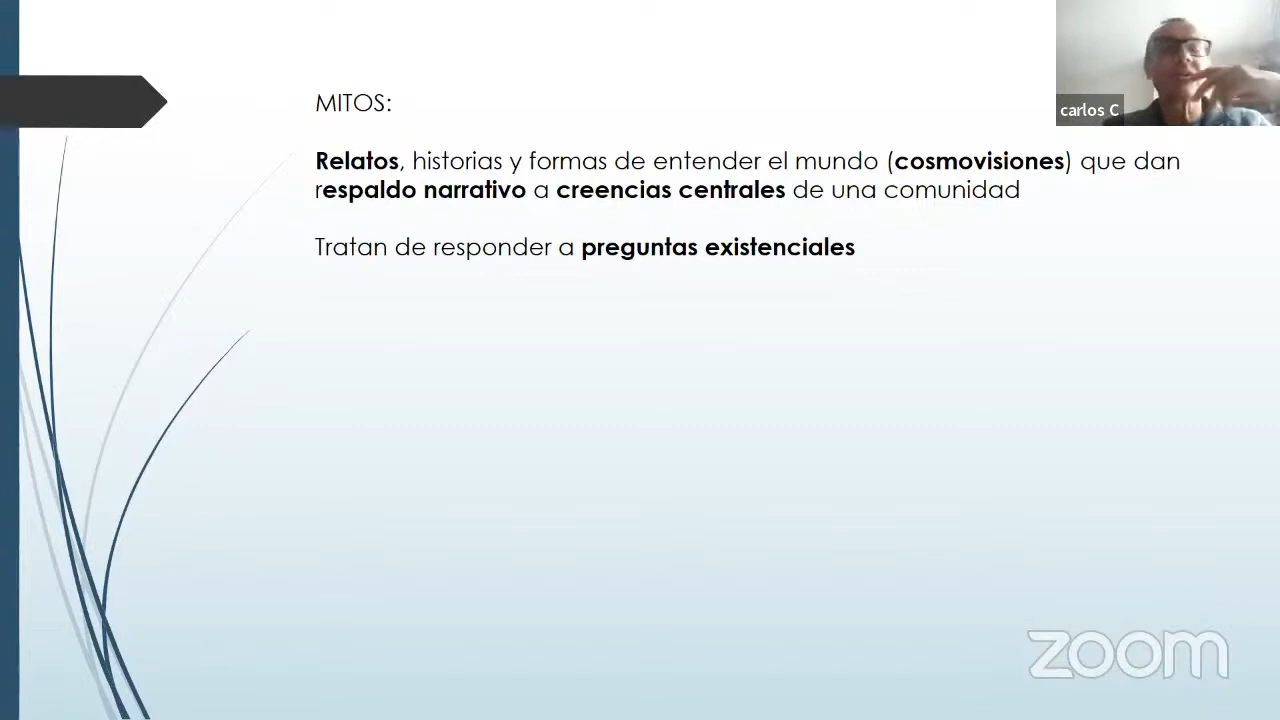 MITOS:
carlos C
Relatos, historias y formas de entender el mundo (cosmovisiones) que dan
respaldo narrativo a creencias centrales de una comunidad
Tratan de responder a preguntas existenciales
zoom